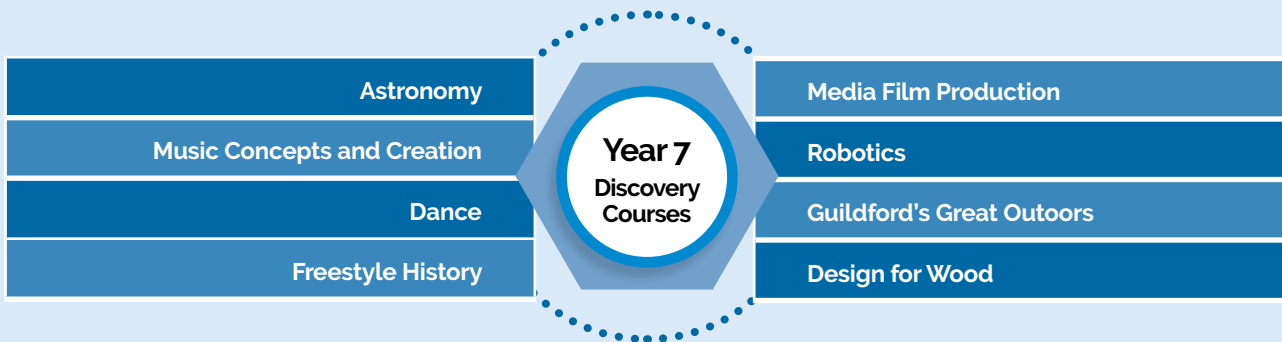 Astronomy
Music Concepts and Creation
Dance
Freestyle History
Year 7
Discovery
Courses
Media Film Production
Robotics
Guildford's Great Outoors
Design for Wood